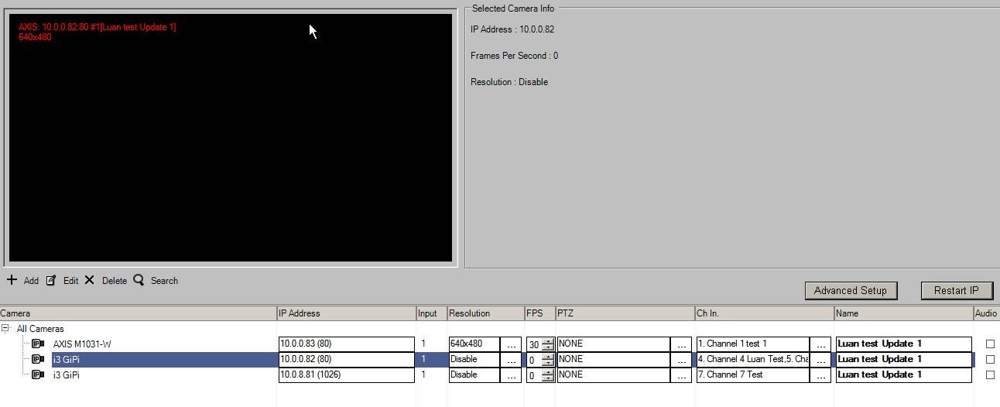 AXIS: 10.0.0.82:80 #1[Luan test Update 1]
640x480
Selected Camera Info
IP Address : 10.0.0.82
Frames Per Second : 0
Resolution : Disable
Add Edit Delete Search
Advanced Setup Restart IP
Camera IP Address Input Resolution FPS PTZ Ch In. Name Audio
All Cameras
IP AXIS M1031-W 10.0.0.83 (80) 1 640x480 ... 30 NONE ... 1. Channel 1 test 1 ... Luan test Update 1
IP i3 GiPi 10.0.0.82 (80) 1 Disable ... 0 NONE ... 4. Channel 4 Luan Test,5. Cha ... Luan test Update 1
IP i3 GiPi 10.0.8.81 (1026) 1 Disable ... 0 NONE ... 7. Channel 7 Test ... Luan test Update 1